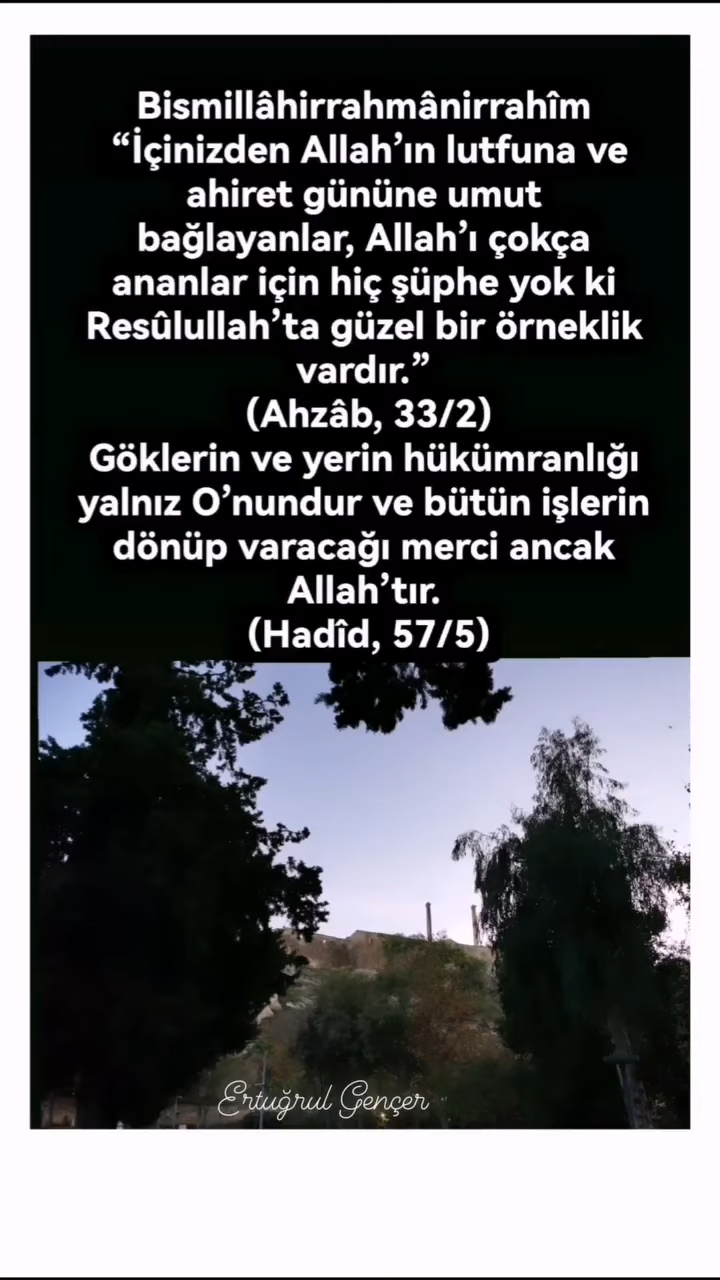 Bismillâhirrahmânirrahîm
“İçinizden Allah’ın lutfuna ve
ahiret gününe umut
bağlayanlar, Allah’ı çokça
ananlar için hiç şüphe yok ki
Resûlullah’ta güzel bir örneklik
vardır.”
(Ahzâb, 33/2)
Göklerin ve yerin hükümranlığı
yalnız O’nundur ve bütün işlerin
dönüp varacağı merci ancak
Allah’tır.
(Hadîd, 57/5)
Ertuğrul Gençer